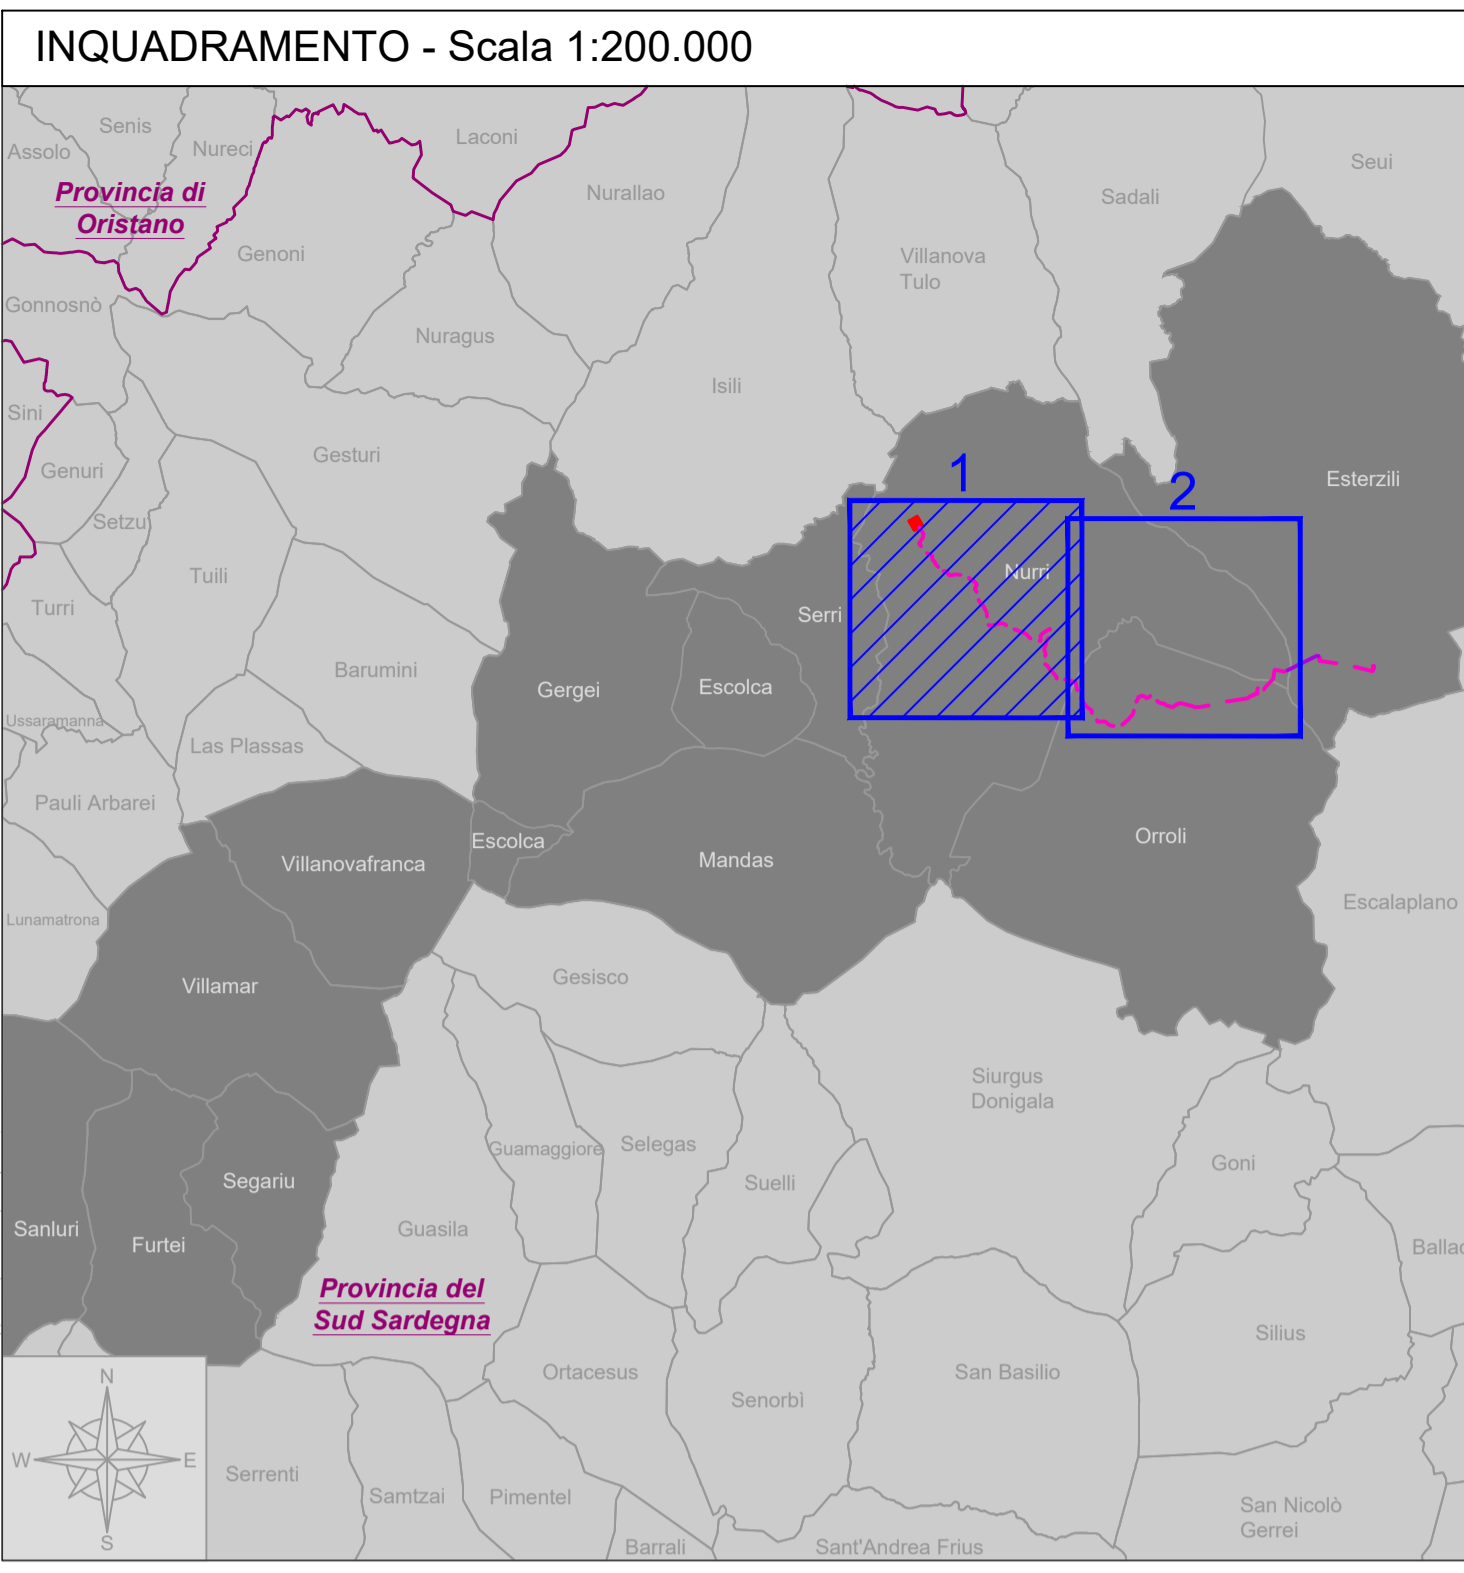 INQUADRAMENTO - Scala 1:200.000
Senis
Laconi
Assolo
Nureci
Seui
Provincia di
Oristano
Nurallao
Sadali
Genoni
Villanova
Tulo
Gonnosnò
Nuragus
Isili
Sini
Gesturi
Genuri
1
2
Esterzili
Setzu
Tuili
Nurri
Turri
Serri
Barumini
Gergei
Escolca
Ussaramanna
Las Plassas
Pauli Arbarei
Escolca
Orroli
Villanovafranca
Mandas
Lunamatrona
Escalaplano
Villamar
Gesisco
Siurgus
Donigala
Guamaggiore
Selegas
Goni
Segariu
Suelli
Sanluri
Furtei
Guasila
Ballao
Provincia del
Sud Sardegna
Silius
Ortacesus
San Basilio
Senorbì
N
W
E
S
Serrenti
Samtzai
Pimentel
San Nicolò
Gerrei
Barrali
Sant'Andrea Frius